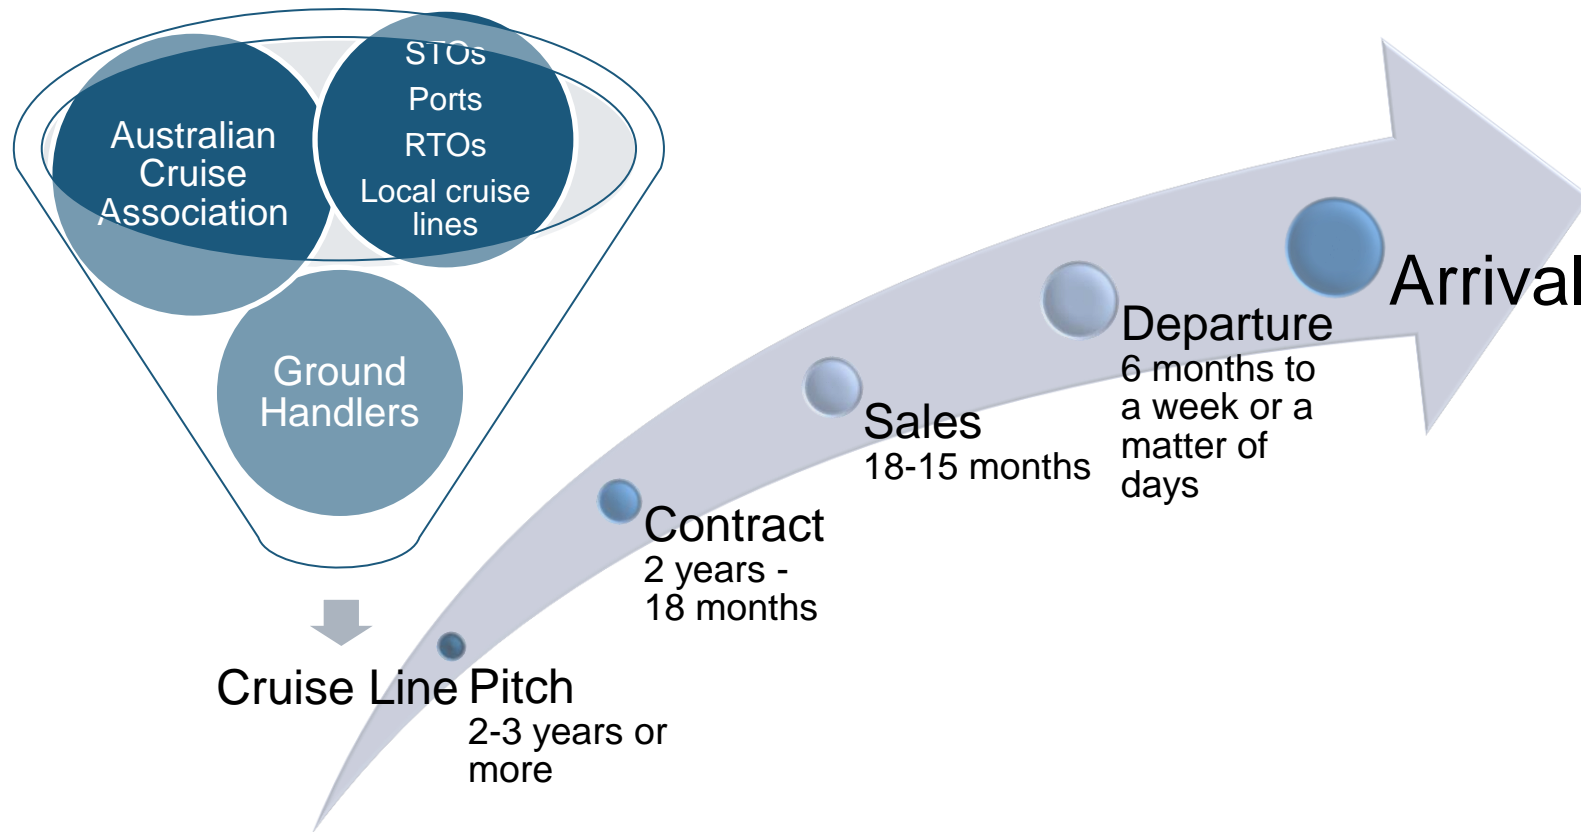 STOs
Ports
RTOs
Local cruise
lines
Australian
Cruise
Association
Ground
Handlers
Cruise Line
Pitch
2-3 years or
more
Contract
2 years -
18 months
Sales
18-15 months
Departure
6 months to
a week or a
matter of
days
Arrival